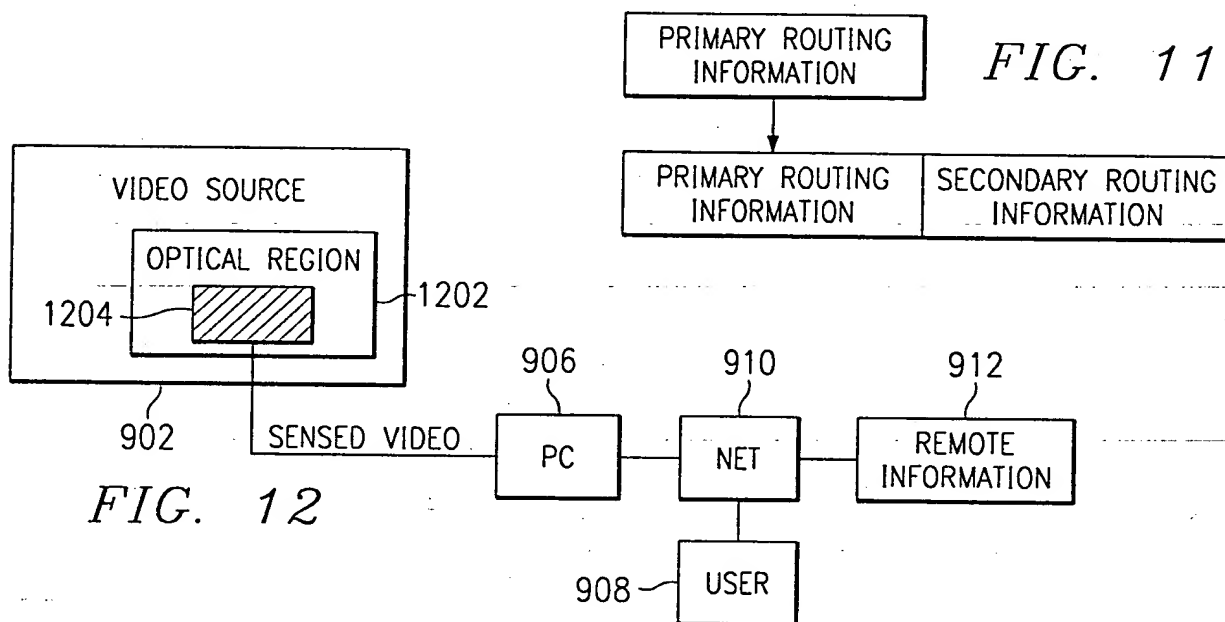 PRIMARY ROUTING
INFORMATION
FIG. 11
PRIMARY ROUTING
INFORMATION
SECONDARY ROUTING
INFORMATION
VIDEO SOURCE
OPTICAL REGION
1204
1202
902
SENSED VIDEO
906
PC
910
NET
912
REMOTE
INFORMATION
908
USER
FIG. 12